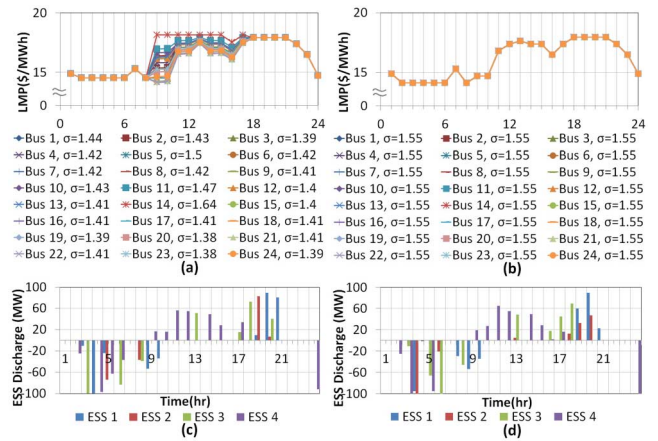 LMP($/MWh)
20
15
0
0 6 12 18 24
Bus 1, σ=1.44 Bus 2, σ=1.43 Bus 3, σ=1.39
Bus 4, σ=1.42 Bus 5, σ=1.5 Bus 6, σ=1.42
Bus 7, σ=1.42 Bus 8, σ=1.42 Bus 9, σ=1.41
Bus 10, σ=1.43 Bus 11, σ=1.47 Bus 12, σ=1.4
Bus 13, σ=1.41 Bus 14, σ=1.64 Bus 15, σ=1.4
Bus 16, σ=1.41 Bus 17, σ=1.41 Bus 18, σ=1.41
Bus 19, σ=1.39 Bus 20, σ=1.38 Bus 21, σ=1.41
Bus 22, σ=1.41 Bus 23, σ=1.38 Bus 24, σ=1.39
(a)
LMP($/MWh)
20
15
0
0 6 12 18 24
Bus 1, σ=1.55 Bus 2, σ=1.55 Bus 3, σ=1.55
Bus 4, σ=1.55 Bus 5, σ=1.55 Bus 6, σ=1.55
Bus 7, σ=1.55 Bus 8, σ=1.55 Bus 9, σ=1.55
Bus 10, σ=1.55 Bus 11, σ=1.55 Bus 12, σ=1.55
Bus 13, σ=1.55 Bus 14, σ=1.55 Bus 15, σ=1.55
Bus 16, σ=1.55 Bus 17, σ=1.55 Bus 18, σ=1.55
Bus 19, σ=1.55 Bus 20, σ=1.55 Bus 21, σ=1.55
Bus 22, σ=1.55 Bus 23, σ=1.55 Bus 24, σ=1.55
(b)
ESS Discharge (MW)
100
60
20
-20
-60
-100
1 5 9 13 17 21
Time(hr)
ESS 1 ESS 2 ESS 3 ESS 4
(c)
ESS Discharge (MW)
100
60
20
-20
-60
-100
1 5 9 13 17 21
Time(hr)
ESS 1 ESS 2 ESS 3 ESS 4
(d)